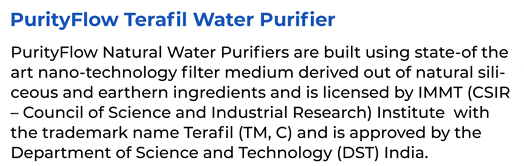 PurityFlow Terafil Water Purifier
PurityFlow Natural Water Purifiers are built using state-of the
art nano-technology filter medium derived out of natural sili-
ceous and earthern ingredients and is licensed by IMMT (CSIR
– Council of Science and Industrial Research) Institute  with
the trademark name Terafil (TM, C) and is approved by the
Department of Science and Technology (DST) India.